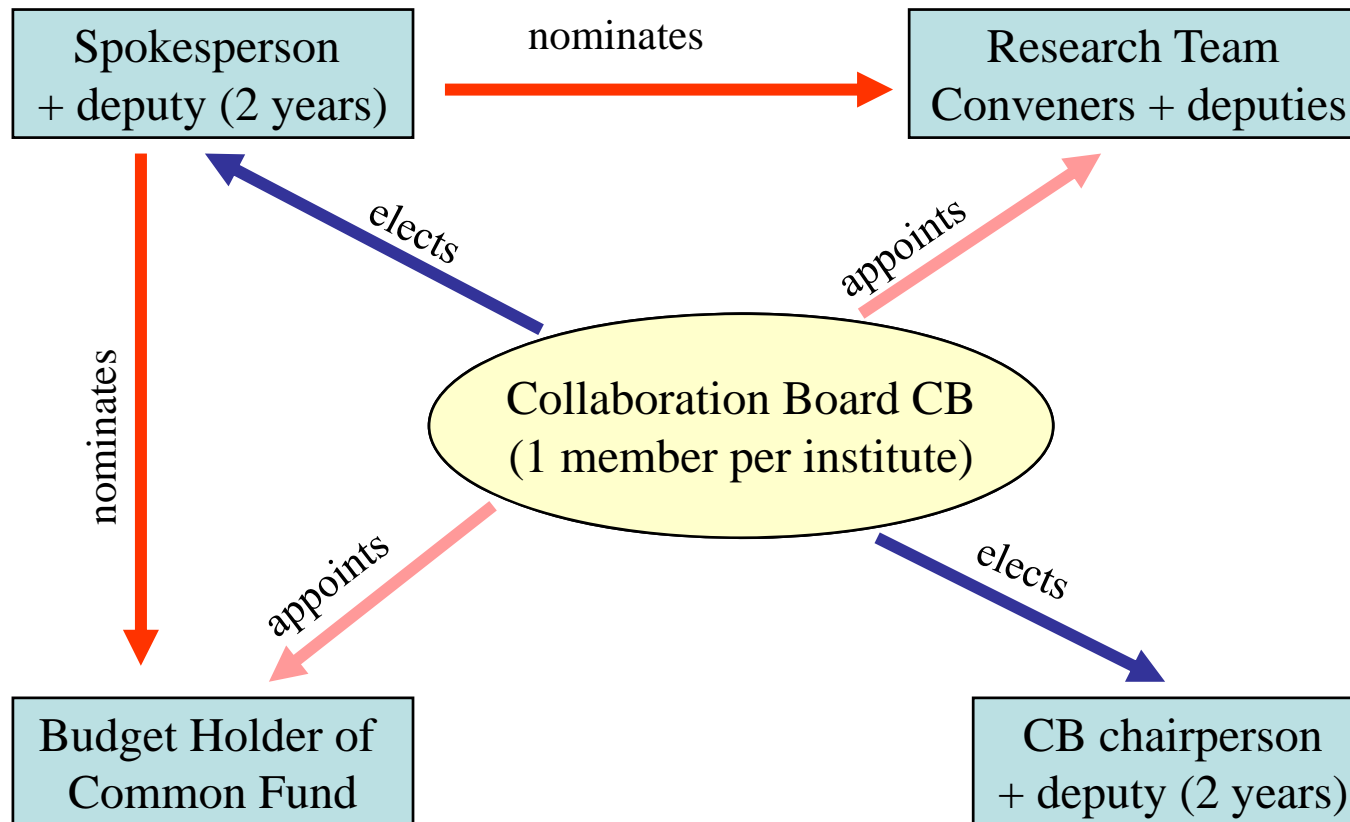 Spokesperson
+ deputy (2 years)
nominates
Research Team
Conveners + deputies
elects
appoints
nominates
Collaboration Board CB
(1 member per institute)
appoints
elects
Budget Holder of
Common Fund
CB chairperson
+ deputy (2 years)